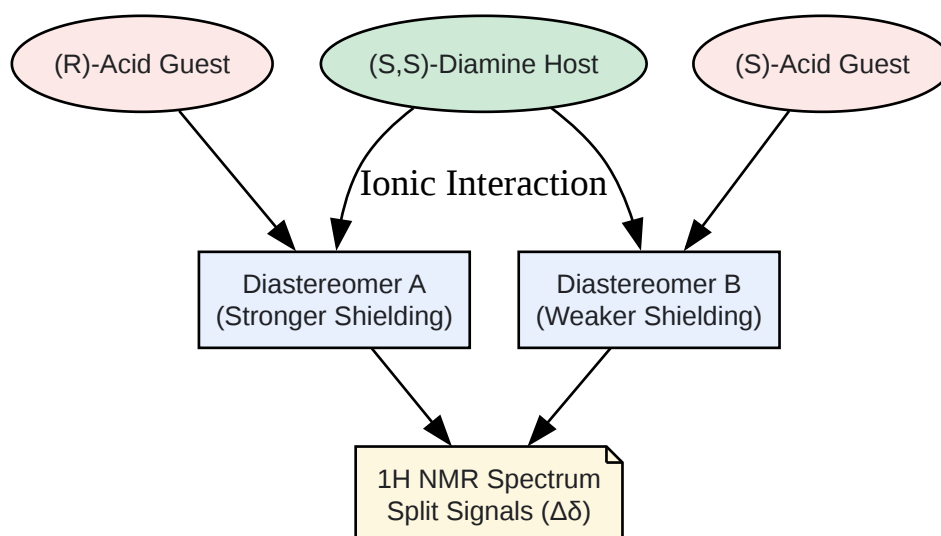 (R)-Acid Guest
(S,S)-Diamine Host
(S)-Acid Guest
Ionic Interaction
Diastereomer A
(Stronger Shielding)
Diastereomer B
(Weaker Shielding)
1H NMR Spectrum
Split Signals (Δδ)